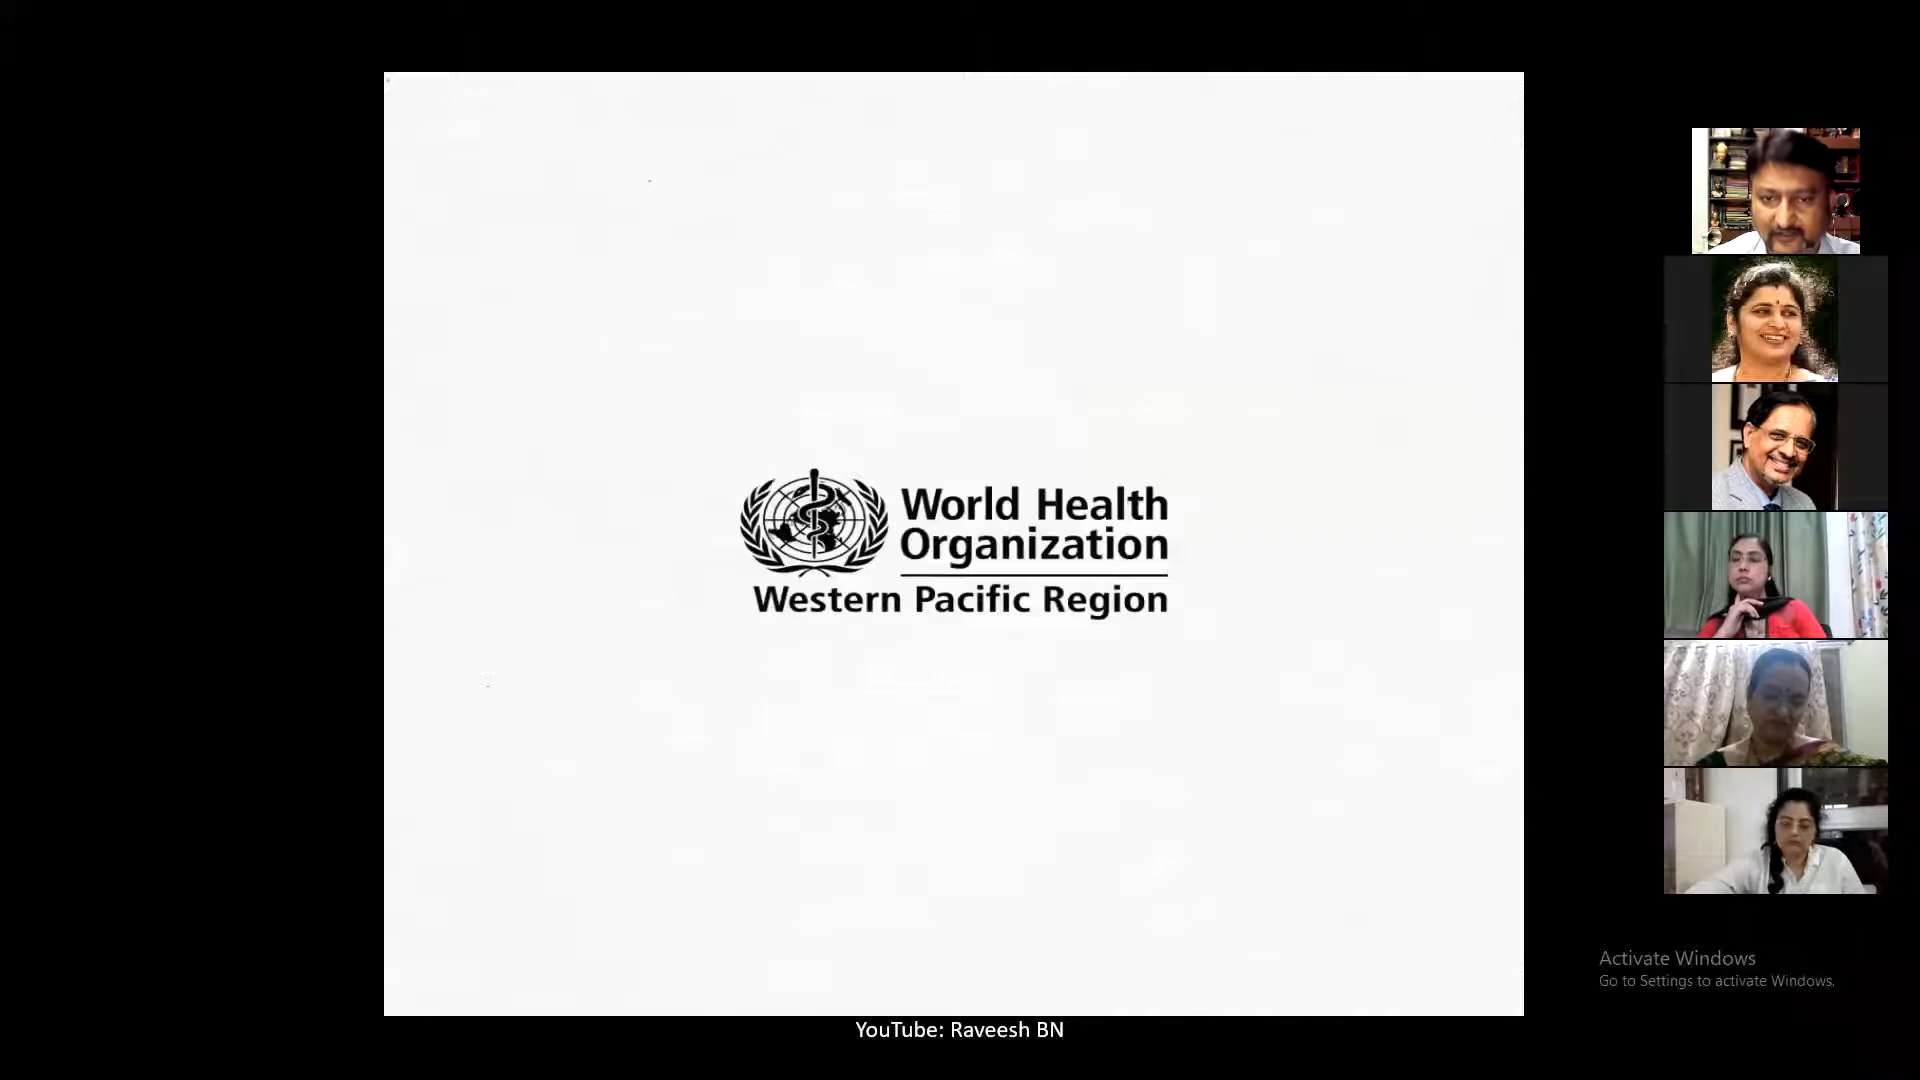 World Health
Organization
Western Pacific Region
Activate Windows
Go to Settings to activate Windows.
YouTube: Raveesh BN